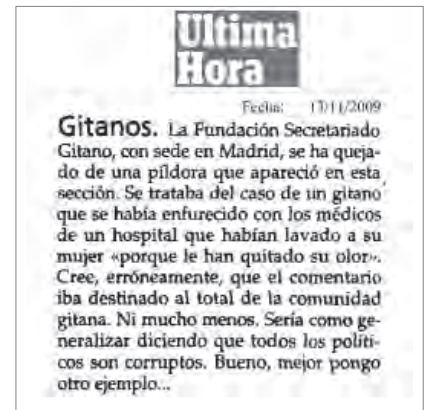 Ultima
Hora
Fecha: 13/11/2009
Gitanos. La Fundación Secretariado
Gitano, con sede en Madrid, se ha queja-
do de una píldora que apareció en esta
sección. Se trataba del caso de un gitano
que se había enfurecido con los médicos
de un hospital que habían lavado a su
mujer «porque le han quitado su olor».
Cree, erróneamente, que el comentario
iba destinado al total de la comunidad
gitana. Ni mucho menos. Sería como ge-
neralizar diciendo que todos los políti-
cos son corruptos. Bueno, mejor pongo
otro ejemplo...